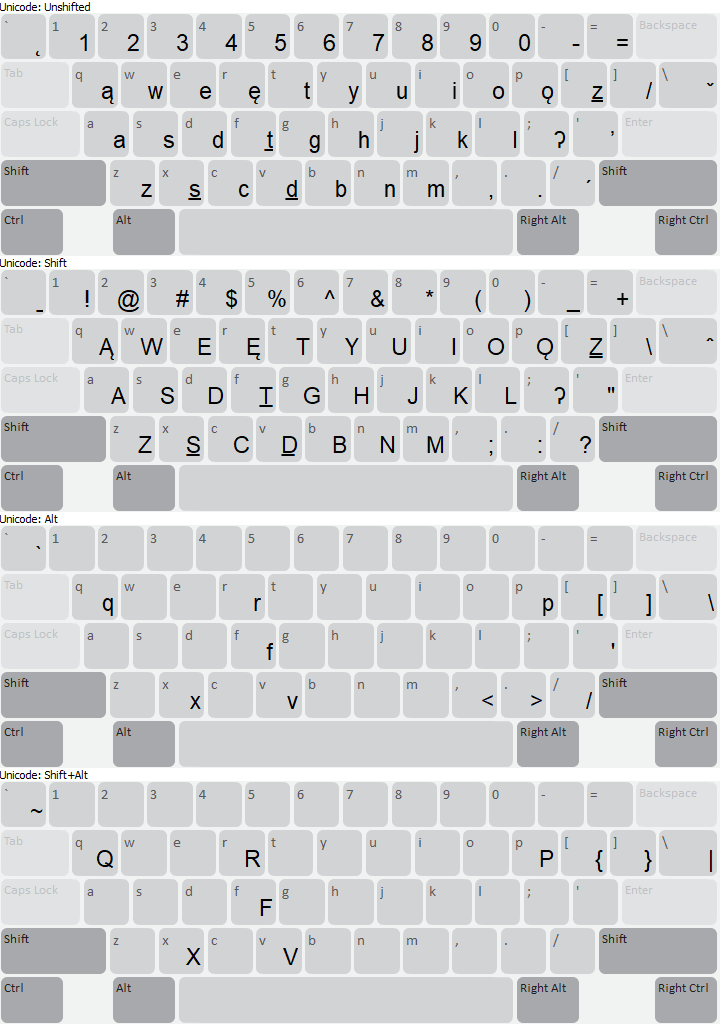 Unicode: Unshifted
` ˛ 1 1 2 2 3 3 4 4 5 5 6 6 7 7 8 8 9 9 0 0 - - = = Backspace
Tab q ą w w e e r ę t t y y u u i i o o p ǫ [ z̲ ] / \ ˇ
Caps Lock a a s s d d f t̲ g g h h j j k k l l ; ʔ ' ’ Enter
Shift z z x s̲ c c v d̲ b b n n m m , , . . / ´ Shift
Ctrl Alt Right Alt Right Ctrl
Unicode: Shift
` ˍ 1 ! 2 @ 3 # 4 $ 5 % 6 ^ 7 & 8 * 9 ( 0 ) - _ = + Backspace
Tab q Ą w W e E r Ę t T y Y u U i I o O p Ǫ [ Z̲ ] \ \ ˆ
Caps Lock a A s S d D f T̲ g G h H j J k K l L ; ʔ ' " Enter
Shift z Z x S̲ c C v D̲ b B n N m M , ; . : / ? Shift
Ctrl Alt Right Alt Right Ctrl
Unicode: Alt
` ` 1 2 3 4 5 6 7 8 9 0 - = Backspace
Tab q q w e r r t y u i o p p [ [ ] ] \ \
Caps Lock a s d f f g h j k l ; ' ' Enter
Shift z x x c v v b n m , < . > / / Shift
Ctrl Alt Right Alt Right Ctrl
Unicode: Shift+Alt
` ~ 1 2 3 4 5 6 7 8 9 0 - = Backspace
Tab q Q w e r R t y u i o p P [ { ] } \ |
Caps Lock a s d f F g h j k l ; ' Enter
Shift z x X c v V b n m , . / Shift
Ctrl Alt Right Alt Right Ctrl